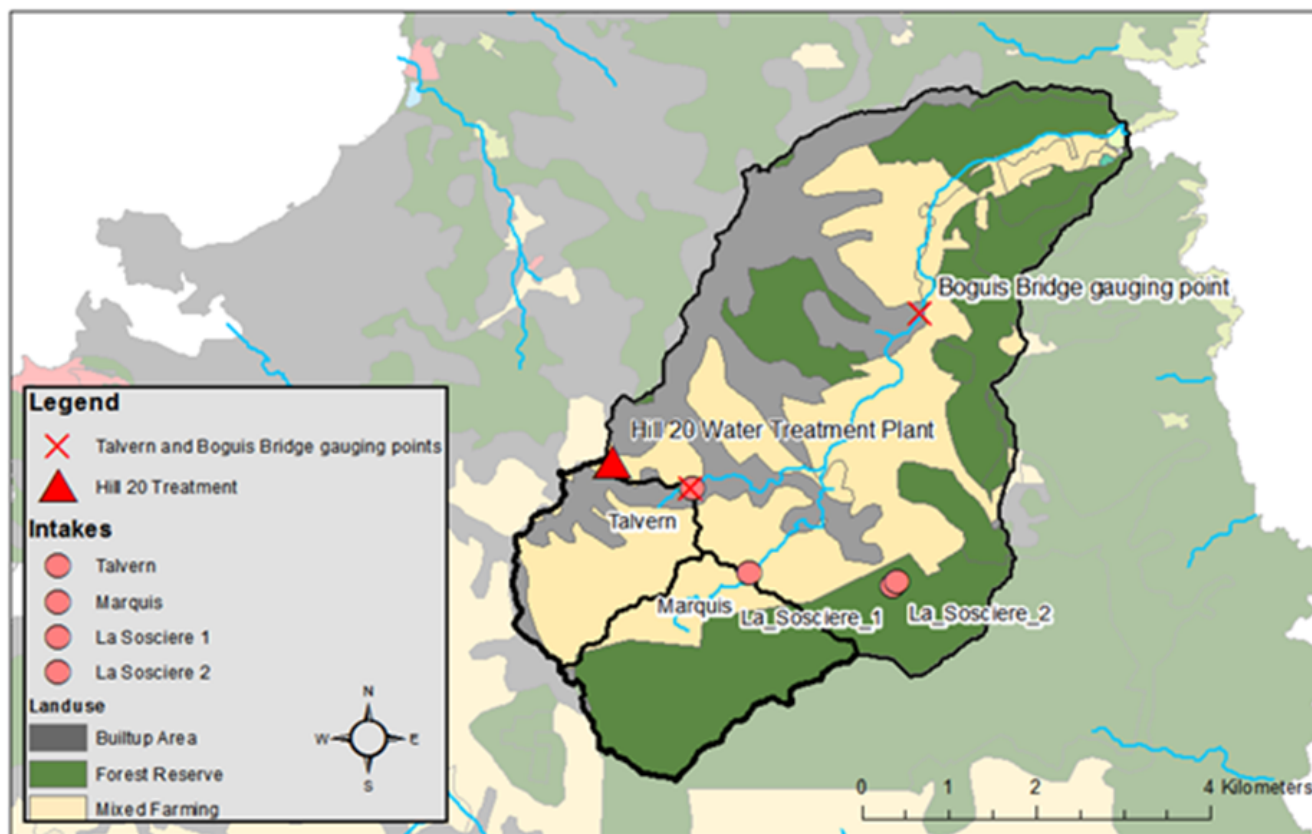 Boguis Bridge gauging point
Hill 20 Water Treatment Plant
Talvern
Marquis
La_Sosciere_1
La_Sosciere_2
Legend
Talvern and Boguis Bridge gauging points
Hill 20 Treatment
Intakes
Talvern
Marquis
La Sosciere 1
La Sosciere 2
Landuse
Builtup Area
Forest Reserve
Mixed Farming
N
W
E
S
0 1 2 4 Kilometers